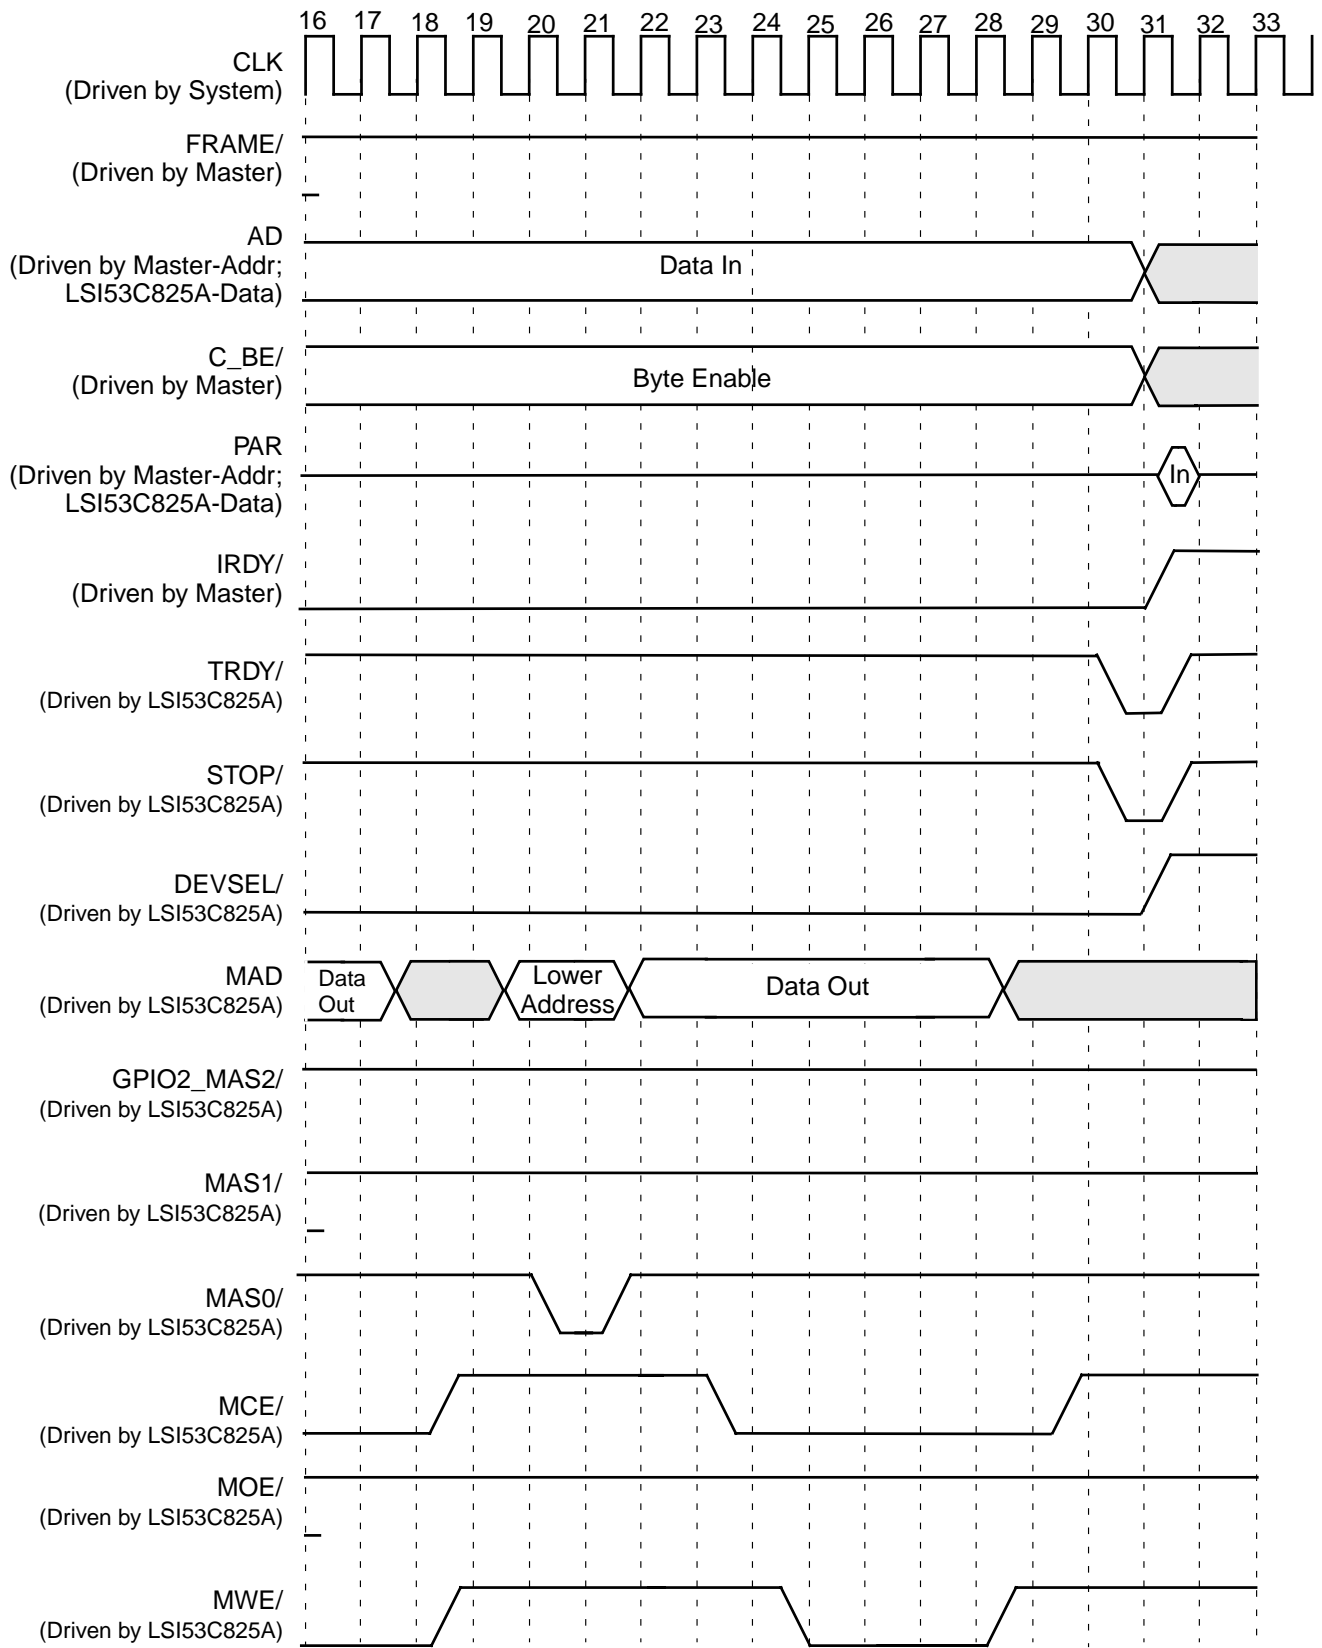 16 17 18 19 20 21 22 23 24 25 26 27 28 29 30 31 32 33
CLK
(Driven by System)
FRAME/
(Driven by Master)
AD
(Driven by Master-Addr;
LSI53C825A-Data)
Data In
C_BE/
(Driven by Master)
Byte Enable
PAR
(Driven by Master-Addr;
LSI53C825A-Data)
In
IRDY/
(Driven by Master)
TRDY/
(Driven by LSI53C825A)
STOP/
(Driven by LSI53C825A)
DEVSEL/
(Driven by LSI53C825A)
MAD
(Driven by LSI53C825A)
Data
Out
Lower
Address
Data Out
GPIO2_MAS2/
(Driven by LSI53C825A)
MAS1/
(Driven by LSI53C825A)
MAS0/
(Driven by LSI53C825A)
MCE/
(Driven by LSI53C825A)
MOE/
(Driven by LSI53C825A)
MWE/
(Driven by LSI53C825A)